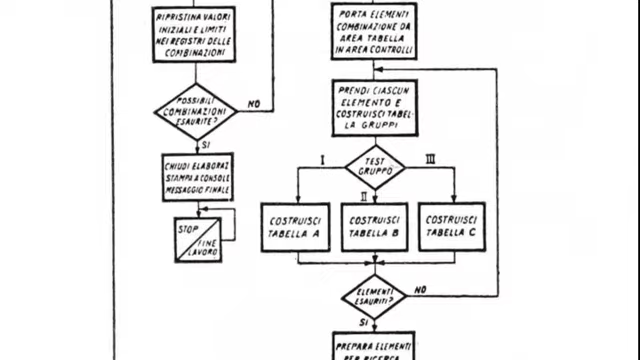 RIPRISTINA VALORI
INIZIALI E LIMITI
NEI REGISTRI DELLE
COMBINAZIONI
POSSIBILI
COMBINAZIONI
ESAURITE?
NO
SI
CHIUDI ELABORAZ
STAMPA A CONSOLE
MESSAGGIO FINALE
STOP
FINE
LAVORO
PORTA ELEMENTI
COMBINAZIONE DA
AREA TABELLA
IN AREA CONTROLLI
PRENDI CIASCUN
ELEMENTO E
COSTRUISCI TABEL-
LA GRUPPI
TEST
GRUPPO
I
II
III
COSTRUISCI
TABELLA A
COSTRUISCI
TABELLA B
COSTRUISCI
TABELLA C
ELEMENTI
ESAURITI?
NO
SI
PREPARA ELEMENTI
PER RICERCA